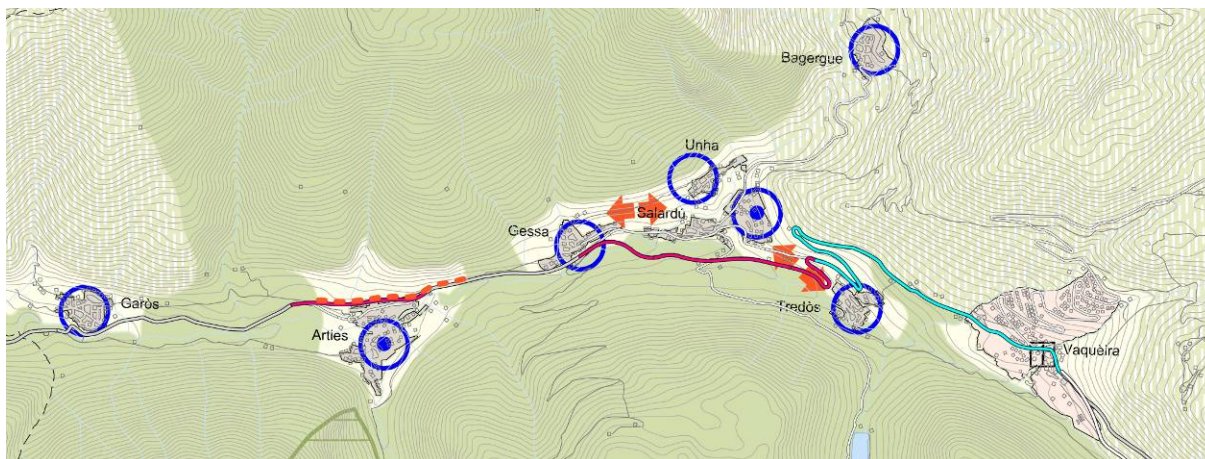 Bagergue
Unha
Salardú
Gessa
Garòs
Tredòs
Arties
Vaquèira